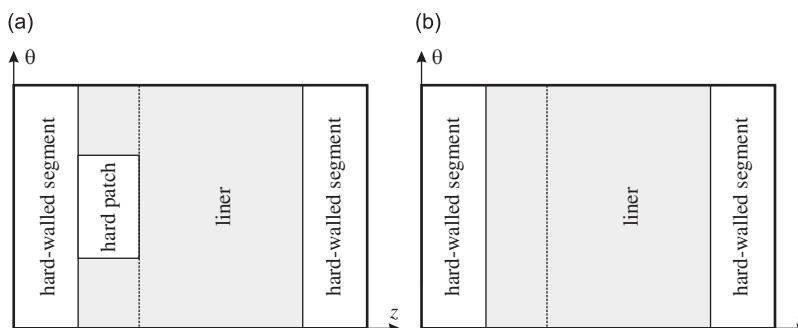 (a)
θ
hard-walled segment
hard patch
liner
hard-walled segment
z
(b)
θ
hard-walled segment
liner
hard-walled segment